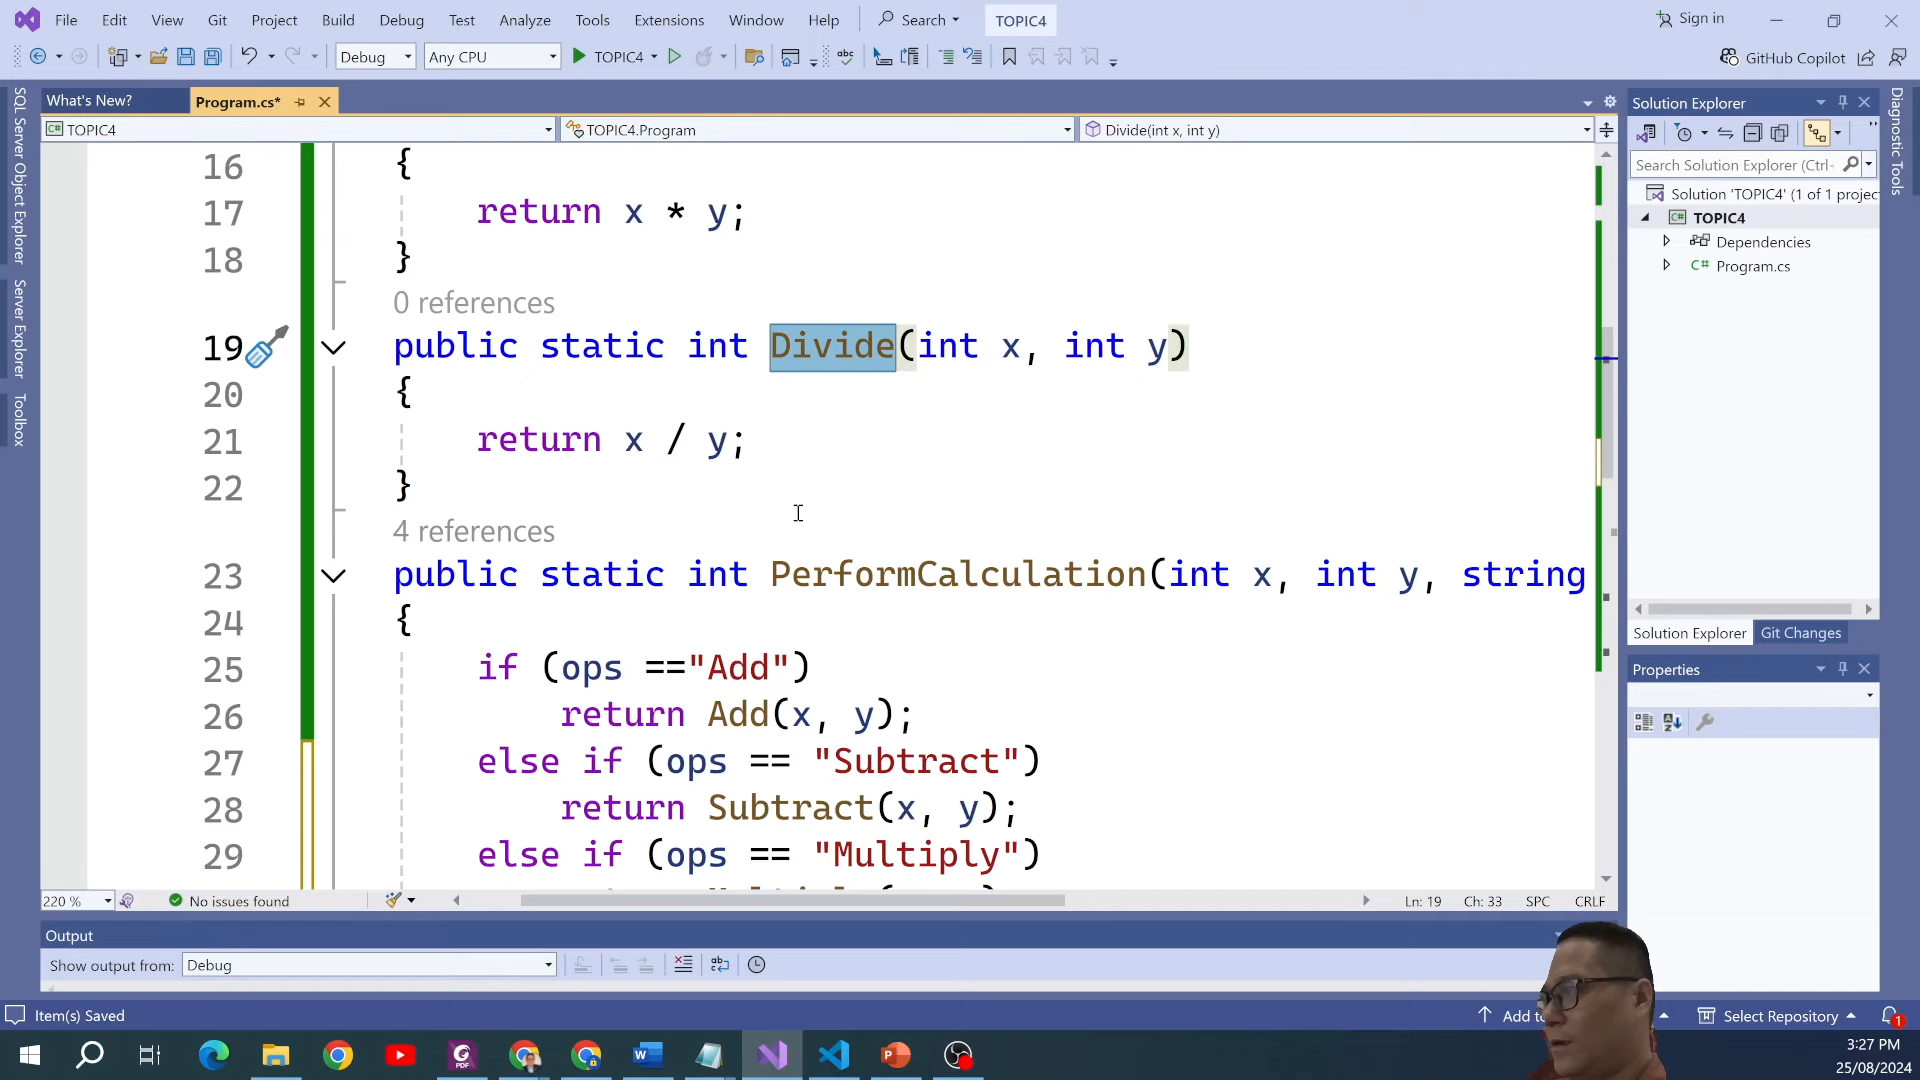 File Edit View Git Project Build Debug Test Analyze Tools Extensions Window Help Search TOPIC4 Sign in
Debug Any CPU TOPIC4 GitHub Copilot
What's New? Program.cs*
TOPIC4 TOPIC4.Program Divide(int x, int y)
16 {
17 return x * y;
18 }
0 references
19 public static int Divide(int x, int y)
20 {
21 return x / y;
22 }
4 references
23 public static int PerformCalculation(int x, int y, string
24 {
25 if (ops =="Add")
26 return Add(x, y);
27 else if (ops == "Subtract")
28 return Subtract(x, y);
29 else if (ops == "Multiply")
220 % No issues found Ln: 19 Ch: 33 SPC CRLF
Output
Show output from: Debug
Item(s) Saved Select Repository 1
SQL Server Object Explorer
Server Explorer
Toolbox
Solution Explorer
Search Solution Explorer (Ctrl-
Solution 'TOPIC4' (1 of 1 projec
TOPIC4
Dependencies
C# Program.cs
Solution Explorer Git Changes
Properties
Diagnostic Tools
3:27 PM
25/08/2024